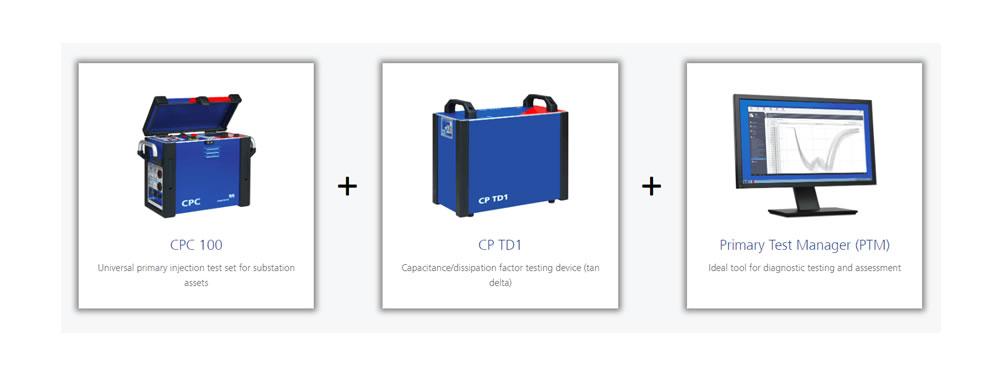 CPC
CP TD1
+
+
CPC 100
Universal primary injection test set for substation
assets
CP TD1
Capacitance/dissipation factor testing device (tan
delta)
Primary Test Manager (PTM)
Ideal tool for diagnostic testing and assessment